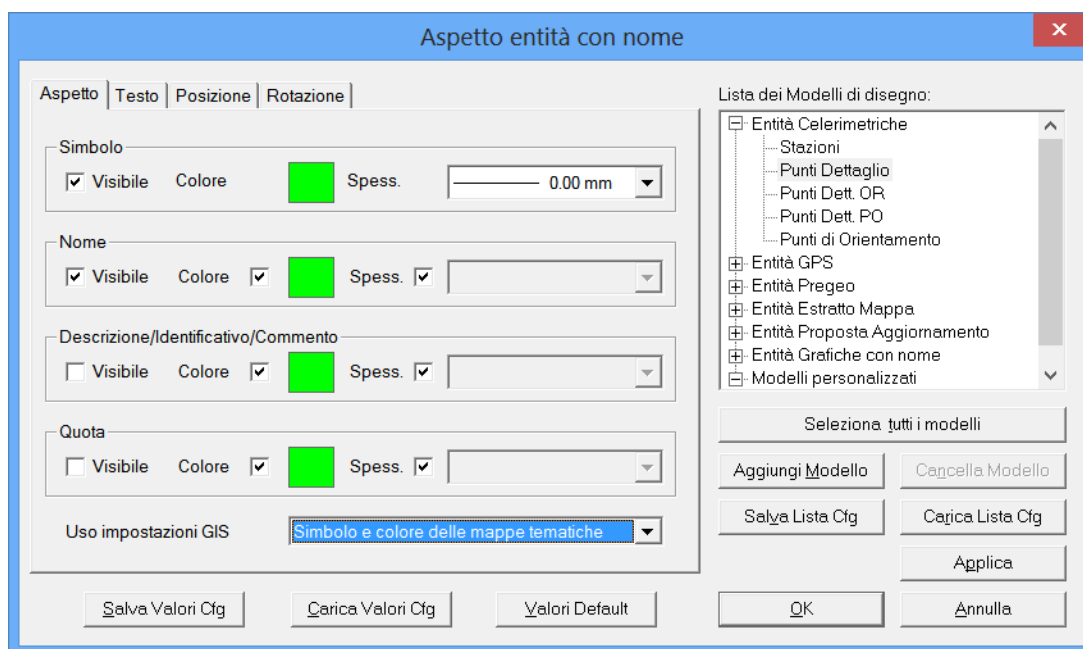 Aspetto entità con nome
x
Aspetto Testo Posizione Rotazione
Simbolo
Visibile Colore Spess. 0.00 mm
Nome
Visibile Colore Spess.
Descrizione/Identificativo/Commento
Visibile Colore Spess.
Quota
Visibile Colore Spess.
Uso impostazioni GIS Simbolo e colore delle mappe tematiche
Salva Valori Cfg Carica Valori Cfg Valori Default
Lista dei Modelli di disegno:
Entità Celerimetriche
Stazioni
Punti Dettaglio
Punti Dett. OR
Punti Dett. PO
Punti di Orientamento
Entità GPS
Entità Pregeo
Entità Estratto Mappa
Entità Proposta Aggiornamento
Entità Grafiche con nome
Modelli personalizzati
Seleziona tutti i modelli
Aggiungi Modello Cancella Modello
Salva Lista Cfg Carica Lista Cfg
Applica
OK Annulla